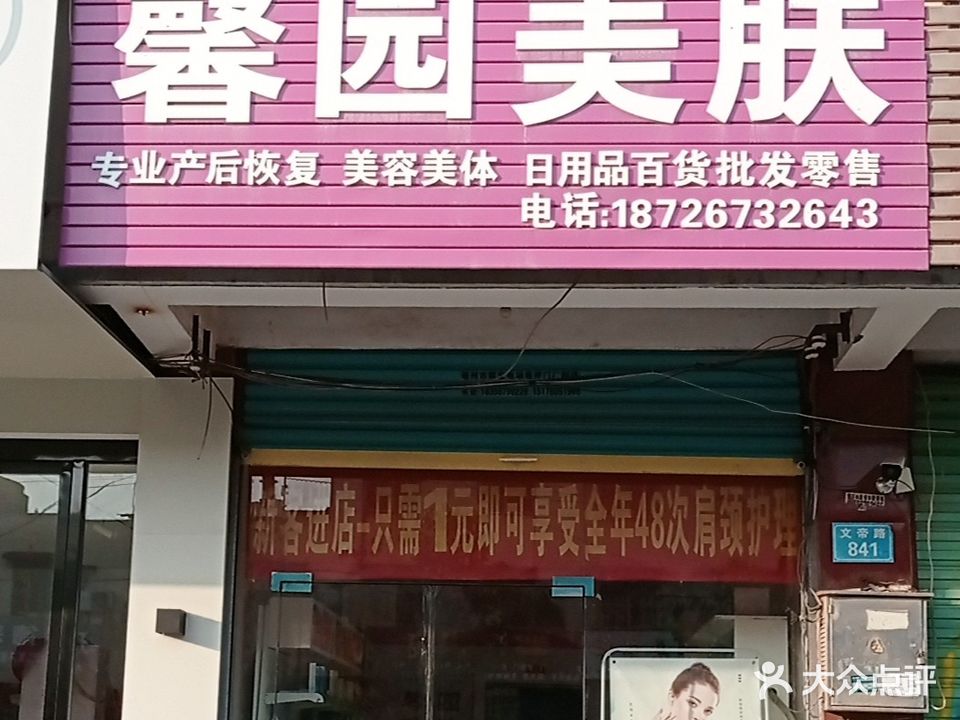 馨园美肤
专业产后恢复 美容美体 日用品百货批发零售
电话:18726732643
新客进店-只需1元即可享受全年48次肩颈护理
文帝路
841
大众点评